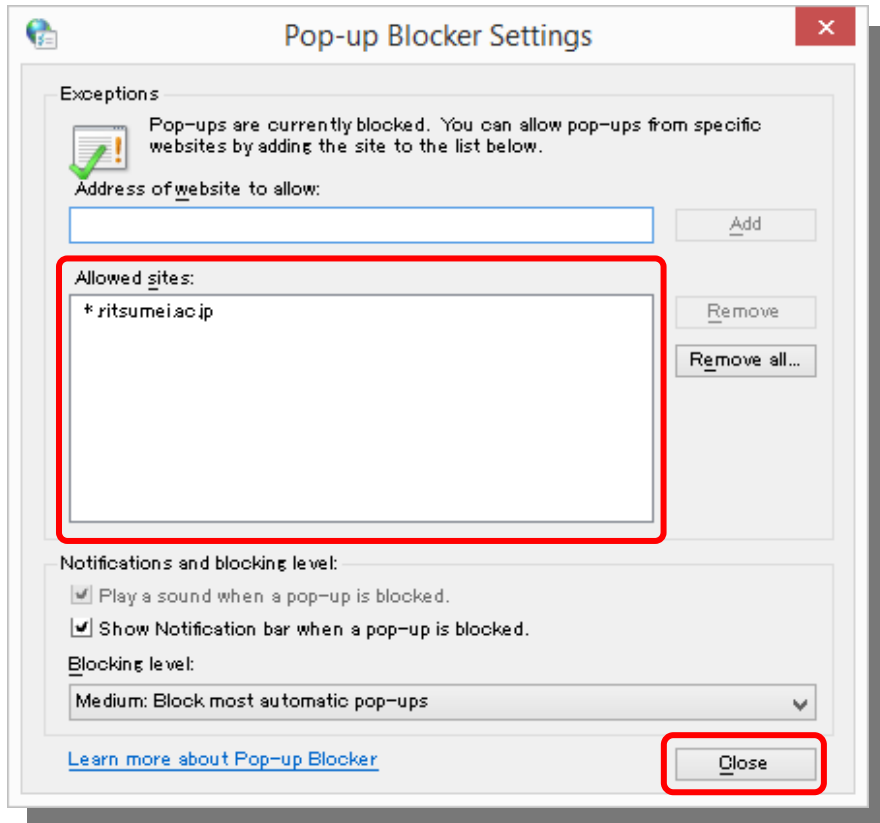 Pop-up Blocker Settings
Exceptions
Pop-ups are currently blocked. You can allow pop-ups from specific
websites by adding the site to the list below.
Address of website to allow:
Add
Allowed sites:
*.ritsumei.ac.jp
Remove
Remove all...
Notifications and blocking level:
Play a sound when a pop-up is blocked.
Show Notification bar when a pop-up is blocked.
Blocking level:
Medium: Block most automatic pop-ups
Learn more about Pop-up Blocker
Close